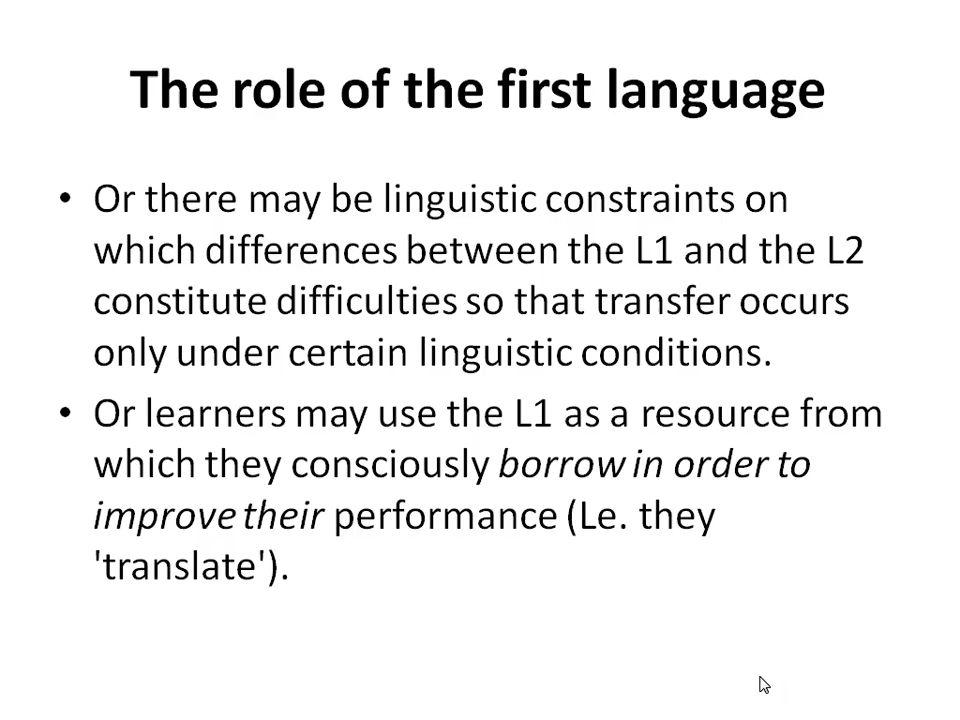 The role of the first language
• Or there may be linguistic constraints on
which differences between the L1 and the L2
constitute difficulties so that transfer occurs
only under certain linguistic conditions.
• Or learners may use the L1 as a resource from
which they consciously borrow in order to
improve their performance (Le. they
'translate').